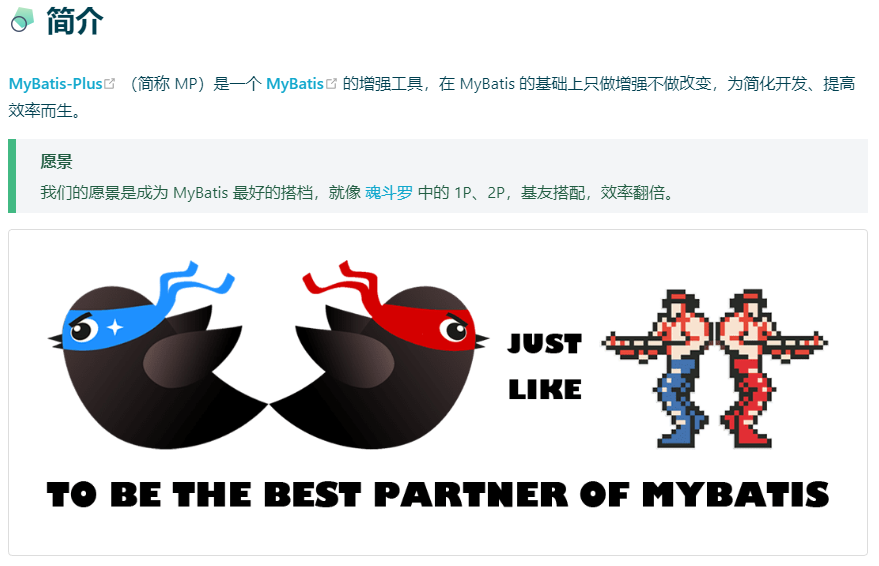 简介
MyBatis-Plus （简称 MP）是一个 MyBatis 的增强工具，在 MyBatis 的基础上只做增强不做改变，为简化开发、提高
效率而生。
愿景
我们的愿景是成为 MyBatis 最好的搭档，就像 魂斗罗 中的 1P、2P，基友搭配，效率翻倍。
JUST
LIKE
TO BE THE BEST PARTNER OF MYBATIS